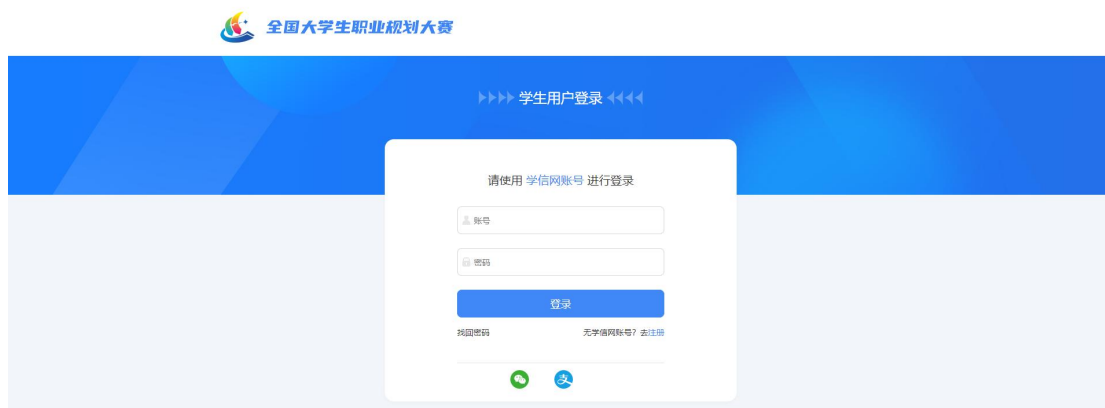 全国大学生职业规划大赛
学生用户登录
请使用 学信网账号 进行登录
账号
密码
登录
找回密码 无学信网账号？去注册
支